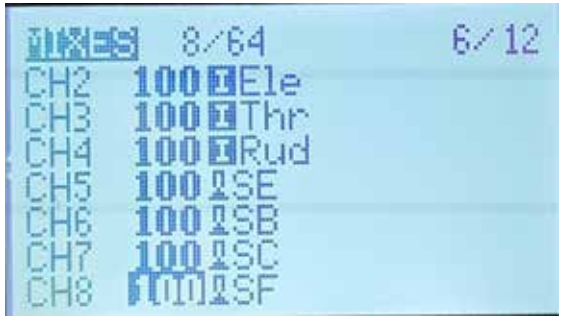 MIXES 8/64 6/12
CH2 100 I Ele
CH3 100 I Thr
CH4 100 I Rud
CH5 100 SE
CH6 100 SB
CH7 100 SC
CH8 100 SF